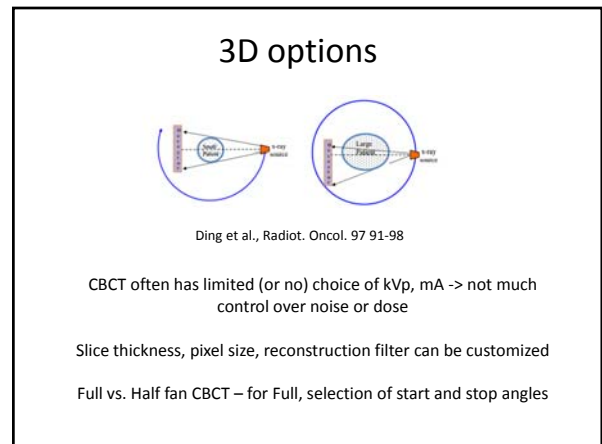 3D options
Small
Patient
x-ray
source
Large
Patient
x-ray
source
Ding et al., Radiot. Oncol. 97 91-98
CBCT often has limited (or no) choice of kVp, mA -> not much
control over noise or dose
Slice thickness, pixel size, reconstruction filter can be customized
Full vs. Half fan CBCT – for Full, selection of start and stop angles